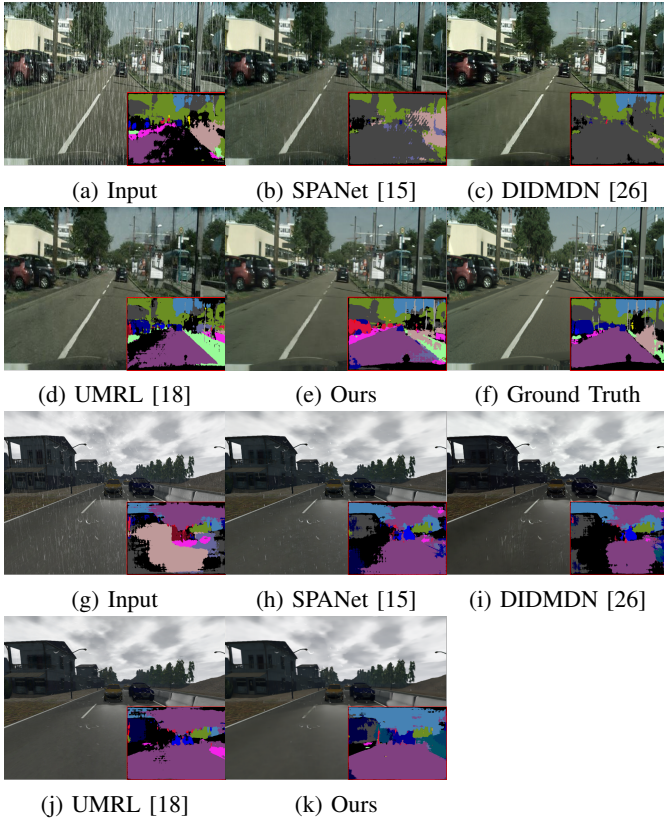 (a) Input (b) SPANet [15] (c) DIDMDN [26]
(d) UMRL [18] (e) Ours (f) Ground Truth
(g) Input (h) SPANet [15] (i) DIDMDN [26]
(j) UMRL [18] (k) Ours